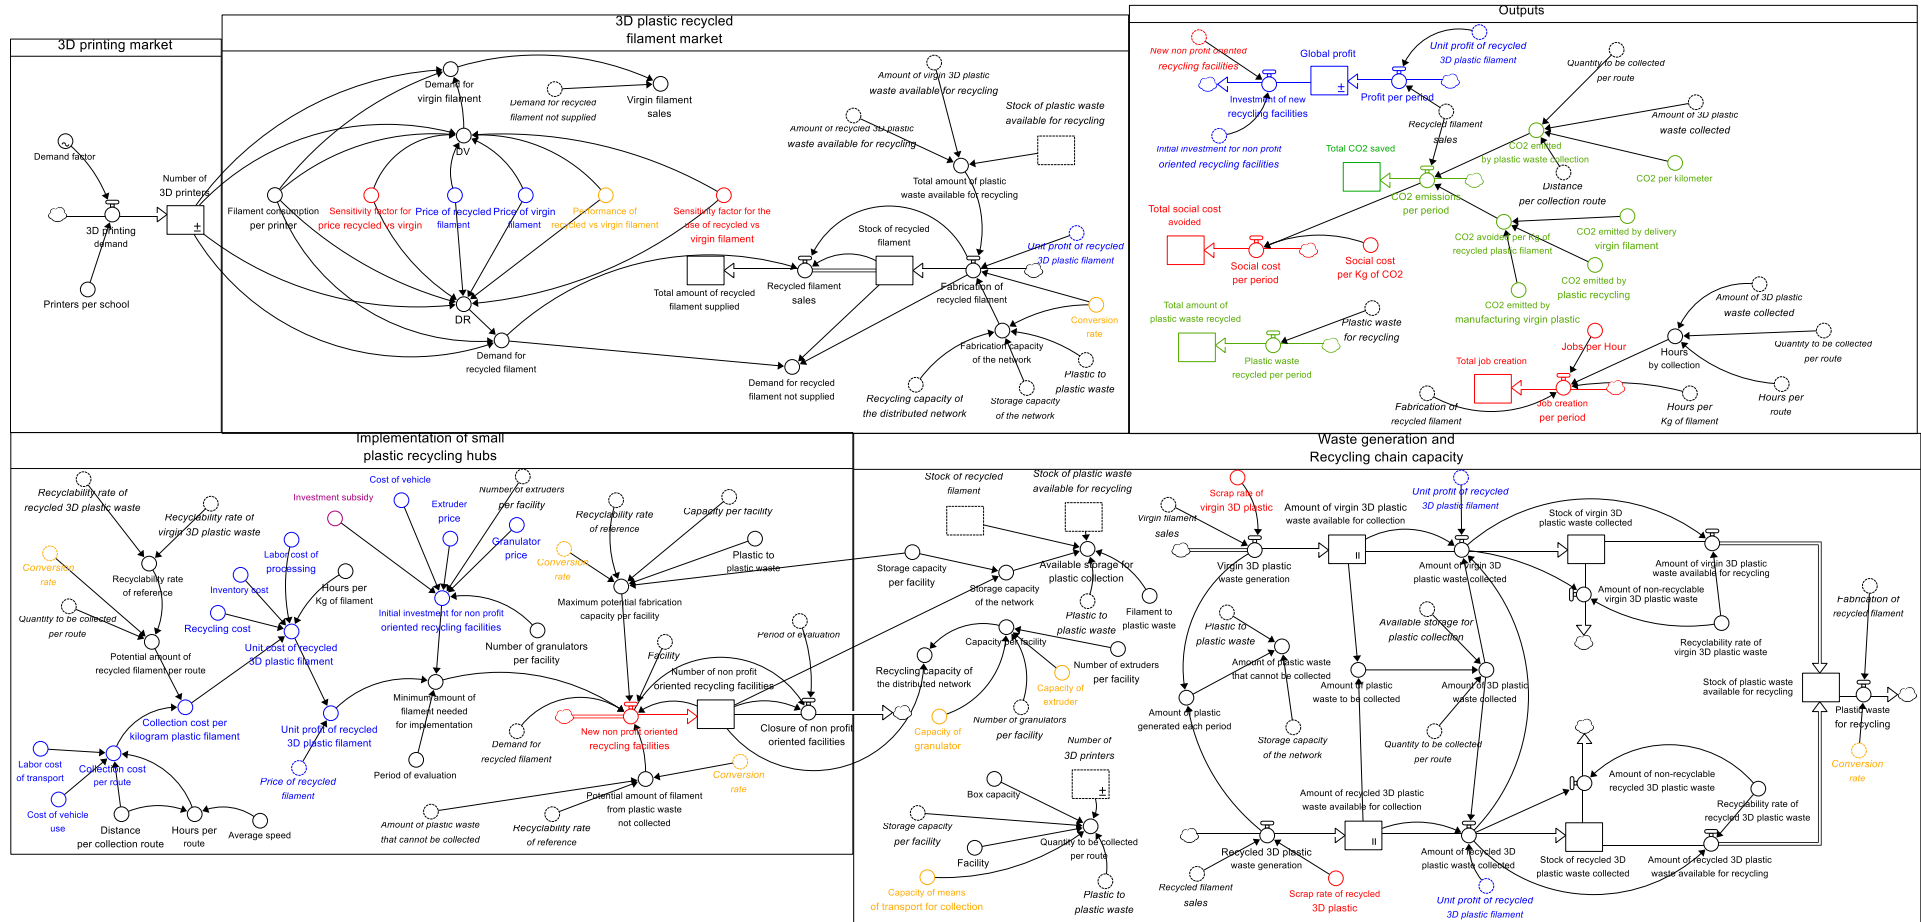 3D printing market
Demand factor
Number of
3D printers
3D printing
demand
Printers per school
3D plastic recycled
filament market
Demand for
virgin filament
Demand for recycled
filament not supplied
Virgin filament
sales
DV
Filament consumption
per printer
Sensitivity factor for
price recycled vs virgin
Price of recycled
filament
Price of virgin
filament
Performance of
recycled vs virgin filament
Sensitivity factor for the
use of recycled vs
virgin filament
DR
Demand for
recycled filament
Amount of virgin 3D plastic
waste available for recycling
Amount of recycled 3D plastic
waste available for recycling
Stock of plastic waste
available for recycling
Total amount of plastic
waste available for recycling
Stock of recycled
filament
Unit profit of recycled
3D plastic filament
Total amount of recycled
filament supplied
Recycled filament
sales
Fabrication of
recycled filament
Conversion
rate
Fabrication capacity
of the network
Demand for recycled
filament not supplied
Plastic to
plastic waste
Recycling capacity of
the distributed network
Storage capacity
of the network
Outputs
New non profit oriented
recycling facilities
Global profit
Unit profit of recycled
3D plastic filament
Investment of new
recycling facilities
Profit per period
Initial investment for non profit
oriented recycling facilities
Recycled filament
sales
Quantity to be collected
per route
Amount of 3D plastic
waste collected
CO2 emitted
by plastic waste collection
CO2 per kilometer
Distance
per collection route
Total CO2 saved
CO2 emissions
per period
CO2 avoided per Kg of
recycled plastic filament
CO2 emitted by delivery
virgin filament
CO2 emitted by
plastic recycling
CO2 emitted by
manufacturing virgin plastic
Total social cost
avoided
Social cost
per period
Social cost
per Kg of CO2
Total amount of
plastic waste recycled
Plastic waste
for recycling
Plastic waste
recycled per period
Jobs per Hour
Total job creation
Job creation
per period
Fabrication of
recycled filament
Hours per
Kg of filament
Hours
by collection
Amount of 3D plastic
waste collected
Quantity to be collected
per route
Hours per
route
Implementation of small
plastic recycling hubs
Recyclability rate of
recycled 3D plastic waste
Recyclability rate of
virgin 3D plastic waste
Conversion
rate
Recyclability rate
of reference
Quantity to be collected
per route
Potential amount of
recycled filament per route
Labor cost of
processing
Inventory cost
Hours per
Kg of filament
Recycling cost
Unit cost of recycled
3D plastic filament
Collection cost per
kilogram plastic filament
Unit profit of recycled
3D plastic filament
Price of recycled
filament
Labor cost
of transport
Collection cost
per route
Cost of vehicle
use
Distance
per collection route
Hours per
route
Average speed
Investment subsidy
Cost of vehicle
Number of extruders
per facility
Extruder
price
Granulator
price
Initial investment for non profit
oriented recycling facilities
Number of granulators
per facility
Minimum amount of
filament needed
for implementation
Period of evaluation
Recyclability rate
of reference
Capacity per facility
Conversion
rate
Plastic to
plastic waste
Maximum potential fabrication
capacity per facility
Facility
Period of evaluation
Number of non profit
oriented recycling facilities
Demand for
recycled filament
New non profit oriented
recycling facilities
Closure of non profit
oriented facilities
Conversion
rate
Potential amount of filament
from plastic waste
not collected
Amount of plastic waste
that cannot be collected
Recyclability rate
of reference
Waste generation and
Recycling chain capacity
Stock of recycled
filament
Stock of plastic waste
available for recycling
Storage capacity
per facility
Storage capacity
of the network
Available storage for
plastic collection
Plastic to
plastic waste
Filament to
plastic waste
Capacity per facility
Recycling capacity of
the distributed network
Number of extruders
per facility
Capacity of
extruder
Capacity of
granulator
Number of granulators
per facility
Number of
3D printers
Box capacity
Storage capacity
per facility
Quantity to be collected
per route
Facility
Capacity of means
of transport for collection
Plastic to
plastic waste
Virgin filament
sales
Scrap rate of
virgin 3D plastic
Virgin 3D plastic
waste generation
Amount of virgin 3D plastic
waste available for collection
Unit profit of recycled
3D plastic filament
Amount of virgin 3D
plastic waste collected
Stock of virgin 3D
plastic waste collected
Amount of virgin 3D plastic
waste available for recycling
Amount of non-recyclable
virgin 3D plastic waste
Recyclability rate of
virgin 3D plastic waste
Plastic to
plastic waste
Amount of plastic waste
that cannot be collected
Amount of plastic
generated each period
Storage capacity
of the network
Available storage for
plastic collection
Amount of plastic
waste to be collected
Amount of 3D plastic
waste collected
Quantity to be collected
per route
Fabrication of
recycled filament
Stock of plastic waste
available for recycling
Plastic waste
for recycling
Conversion
rate
Amount of recycled 3D plastic
waste available for collection
Amount of non-recyclable
recycled 3D plastic waste
Recyclability rate of
recycled 3D plastic waste
Recycled 3D plastic
waste generation
Recycled filament
sales
Scrap rate of recycled
3D plastic
Amount of recycled 3D
plastic waste collected
Unit profit of recycled
3D plastic filament
Stock of recycled 3D
plastic waste collected
Amount of recycled 3D plastic
waste available for recycling